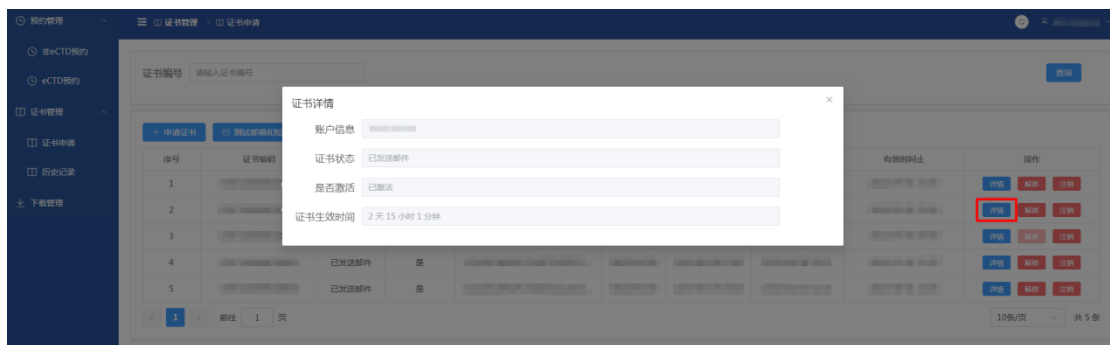 预约管理
非eCTD预约
eCTD预约
证书管理
证书申请
历史记录
下载管理
证书管理 > 证书申请
证书编号 请输入证书编号 查询
+ 申请证书
序号 证书编码 有效时间止 操作
1 详情 解绑 注销
2 详情 解绑 注销
3 详情 解绑 注销
4 已发送邮件 是 详情 解绑 注销
5 已发送邮件 是 详情 解绑 注销
< 1 > 前往 1 页 10条/页 共 5 条
证书详情 ×
账户信息
证书状态 已发送邮件
是否激活 已激活
证书生效时间 2 天 15 小时 1 分钟